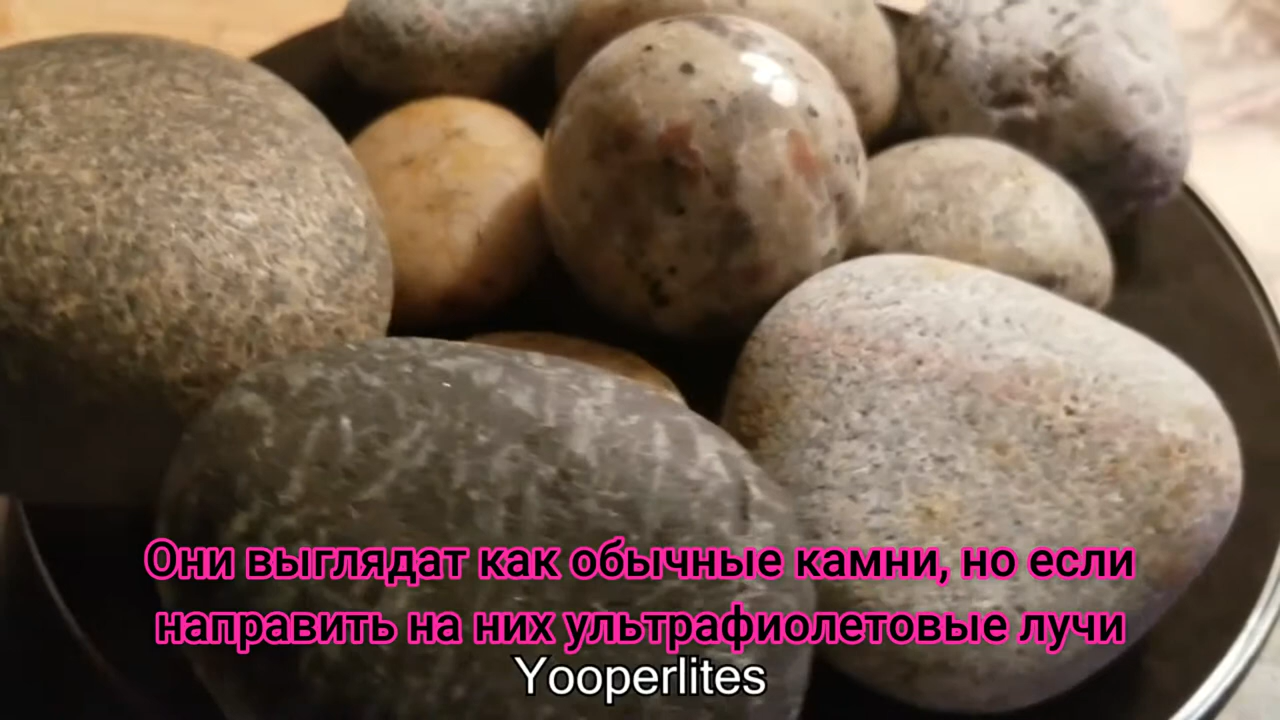 Они выглядат как обычные камни, но если
направить на них ультрафиолетовые лучи
Yooperlites